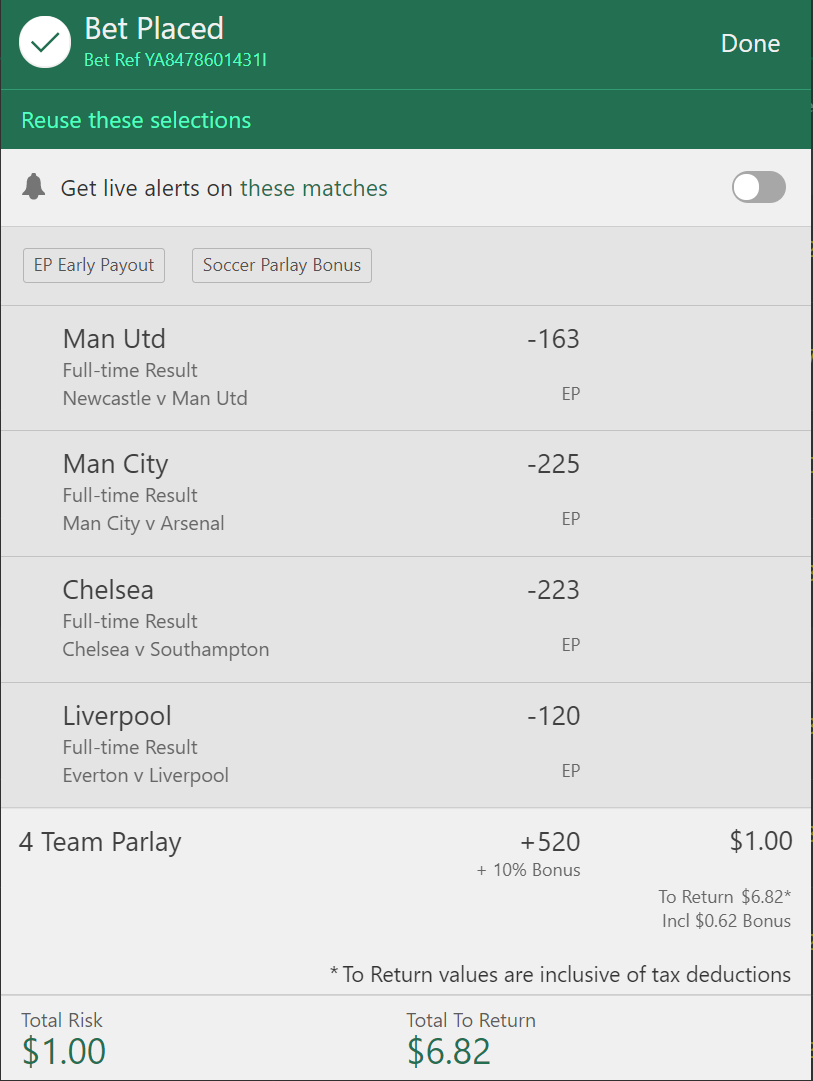 Bet Placed
Done
Bet Ref YA8478601431I
Reuse these selections
Get live alerts on these matches
EP Early Payout
Soccer Parlay Bonus
Man Utd
-163
Full-time Result
Newcastle v Man Utd
EP
Man City
-225
Full-time Result
Man City v Arsenal
EP
Chelsea
-223
Full-time Result
Chelsea v Southampton
EP
Liverpool
-120
Full-time Result
Everton v Liverpool
EP
4 Team Parlay
+520
$1.00
+ 10% Bonus
To Return $6.82*
Incl $0.62 Bonus
*To Return values are inclusive of tax deductions
Total Risk
Total To Return
$1.00
$6.82